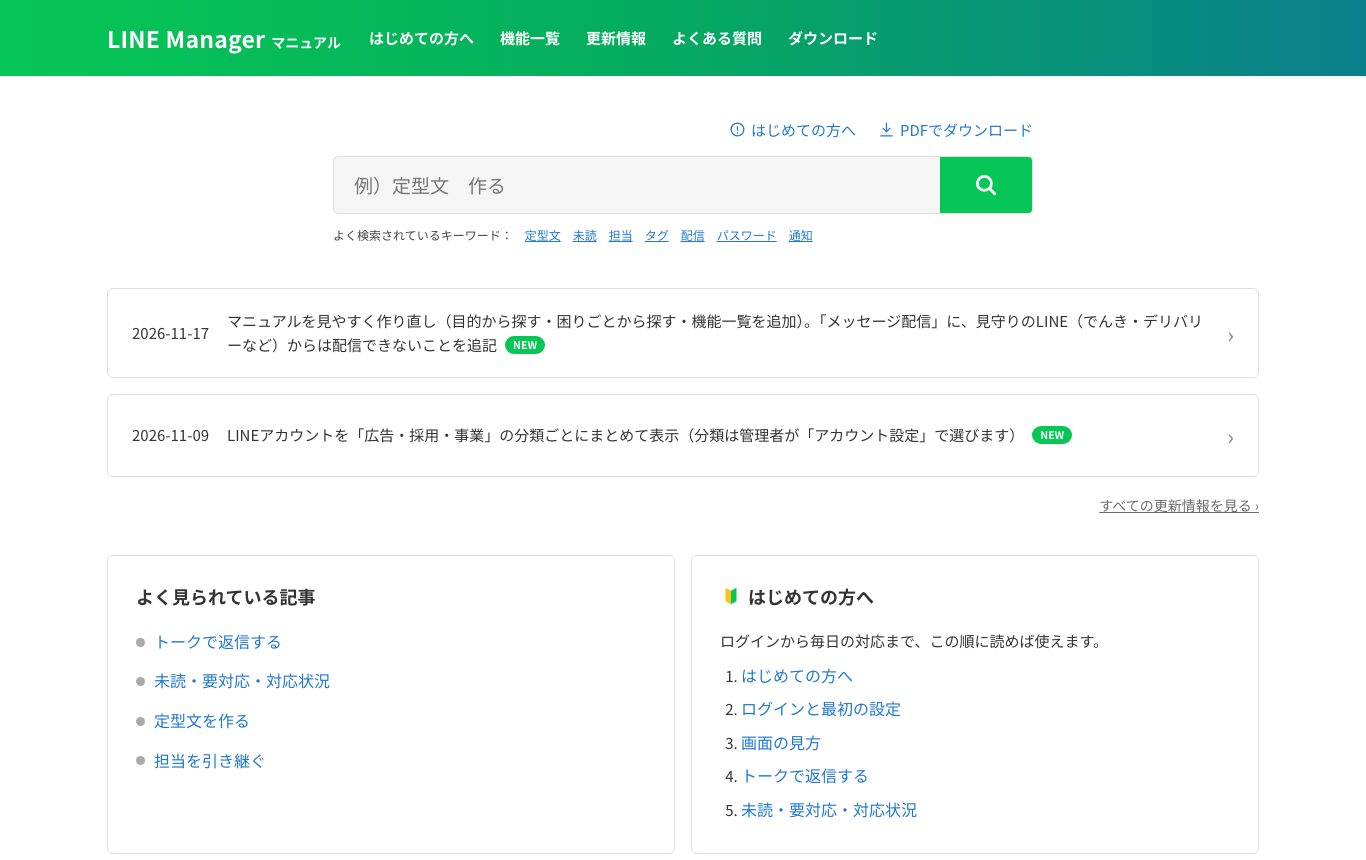 LINE Manager マニュアル
はじめての方へ
機能一覧
更新情報
よくある質問
ダウンロード
はじめての方へ
PDFでダウンロード
例）定型文　作る
よく検索されているキーワード： 定型文 未読 担当 タグ 配信 パスワード 通知
2026-11-17
マニュアルを見やすく作り直し（目的から探す・困りごとから探す・機能一覧を追加）。「メッセージ配信」に、見守りのLINE（でんき・デリバリ
ーなど）からは配信できないことを追記 NEW
›
2026-11-09
LINEアカウントを「広告・採用・事業」の分類ごとにまとめて表示（分類は管理者が「アカウント設定」で選びます） NEW
›
すべての更新情報を見る ›
よく見られている記事
トークで返信する
未読・要対応・対応状況
定型文を作る
担当を引き継ぐ
はじめての方へ
ログインから毎日の対応まで、この順に読めば使えます。
1. はじめての方へ
2. ログインと最初の設定
3. 画面の見方
4. トークで返信する
5. 未読・要対応・対応状況